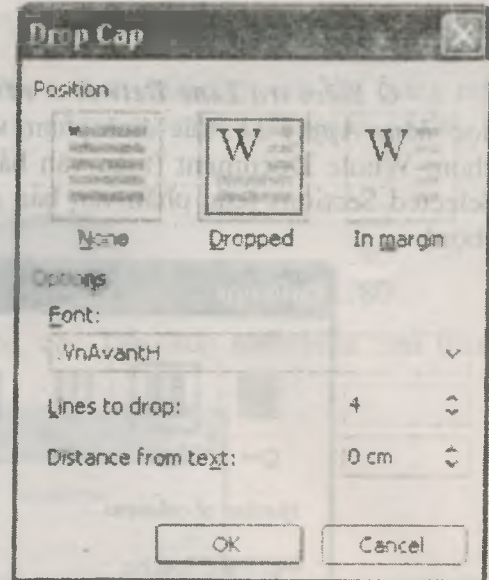 Drop Cap
Position
W W
None Dropped In margin
Options
Font:
.VnAvantH
Lines to drop: 4
Distance from text: 0 cm
OK Cancel